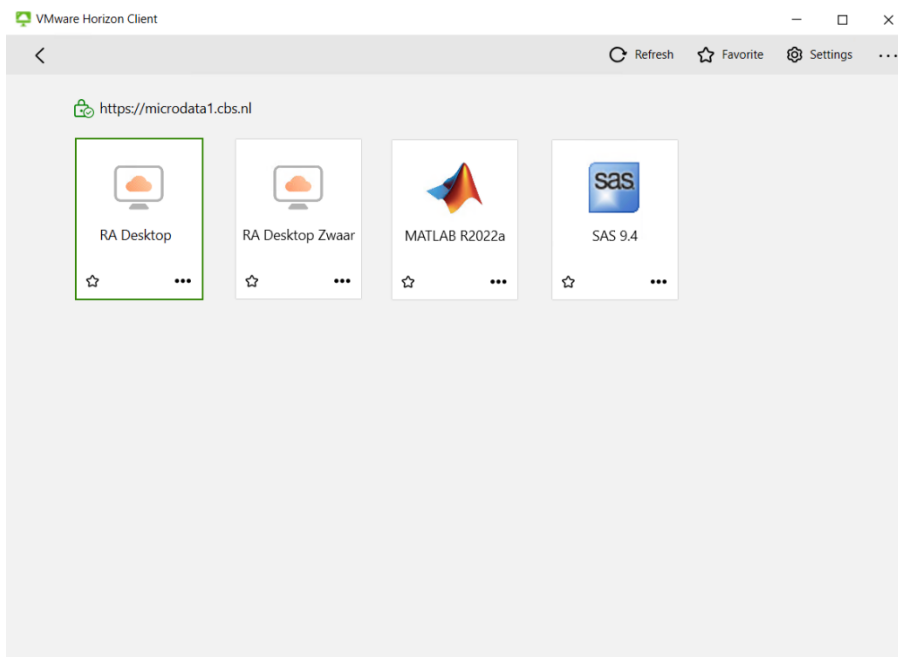 VMware Horizon Client
Refresh Favorite Settings
https://microdata1.cbs.nl
sas
RA Desktop RA Desktop Zwaar MATLAB R2022a SAS 9.4